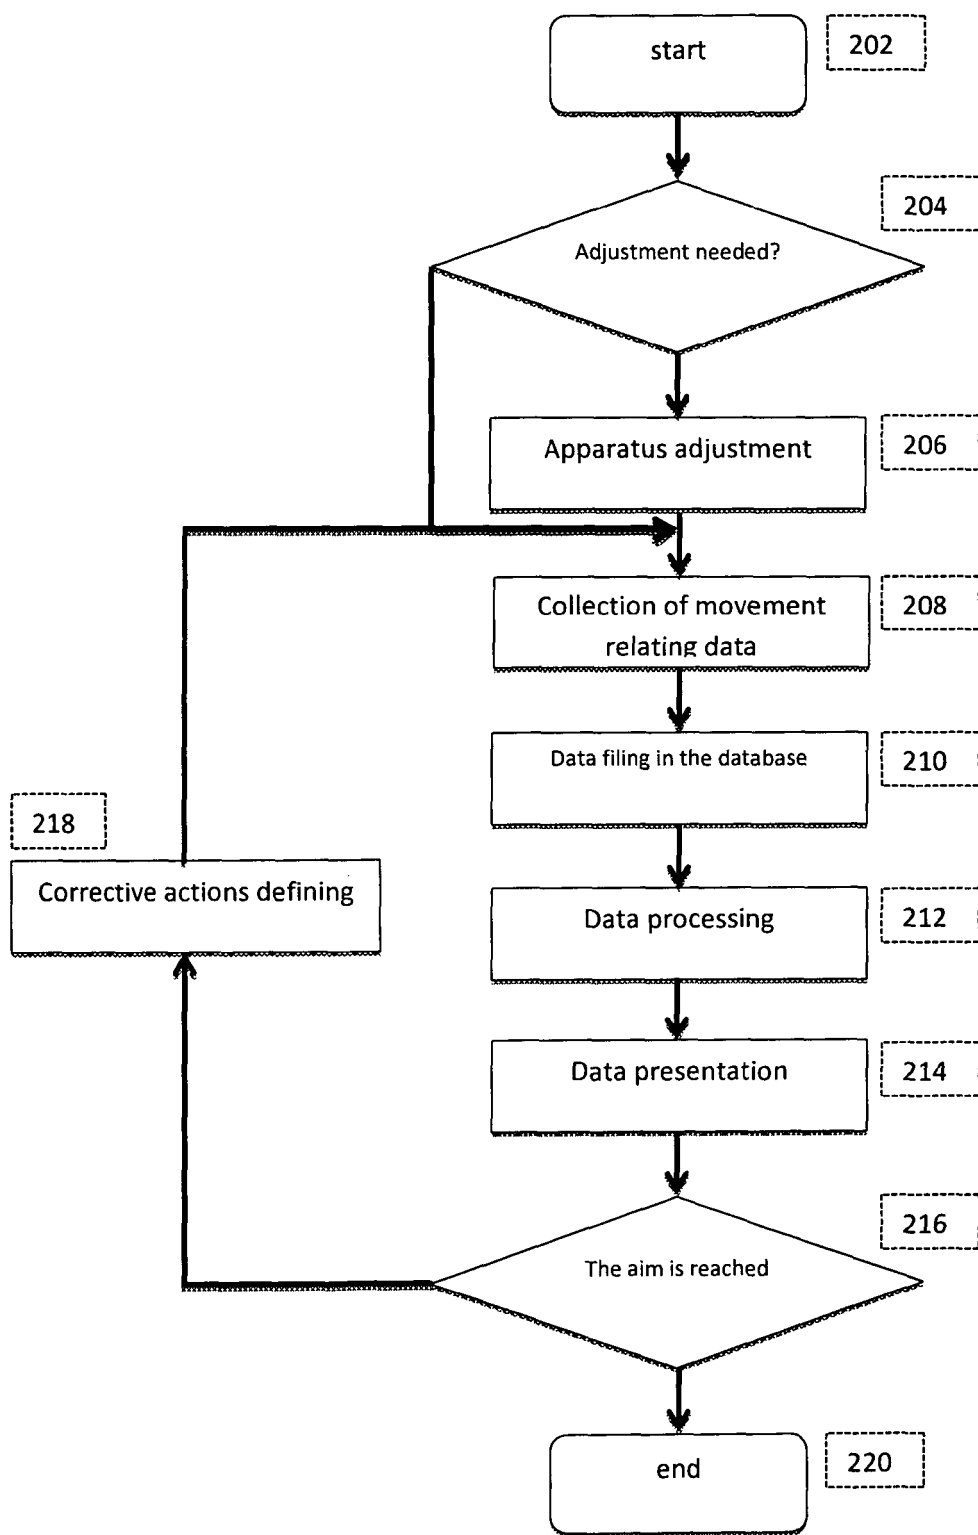 start
202
204
Adjustment needed?
Apparatus adjustment
206
Collection of movement
relating data
208
Data filing in the database
210
218
Corrective actions defining
Data processing
212
Data presentation
214
216
The aim is reached
end
220